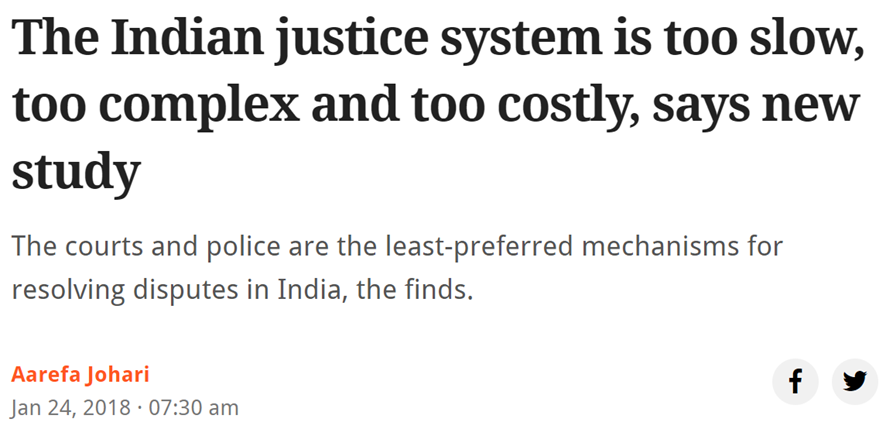 The Indian justice system is too slow,
too complex and too costly, says new
study
The courts and police are the least-preferred mechanisms for
resolving disputes in India, the finds.
Aarefa Johari
Jan 24, 2018 · 07:30 am